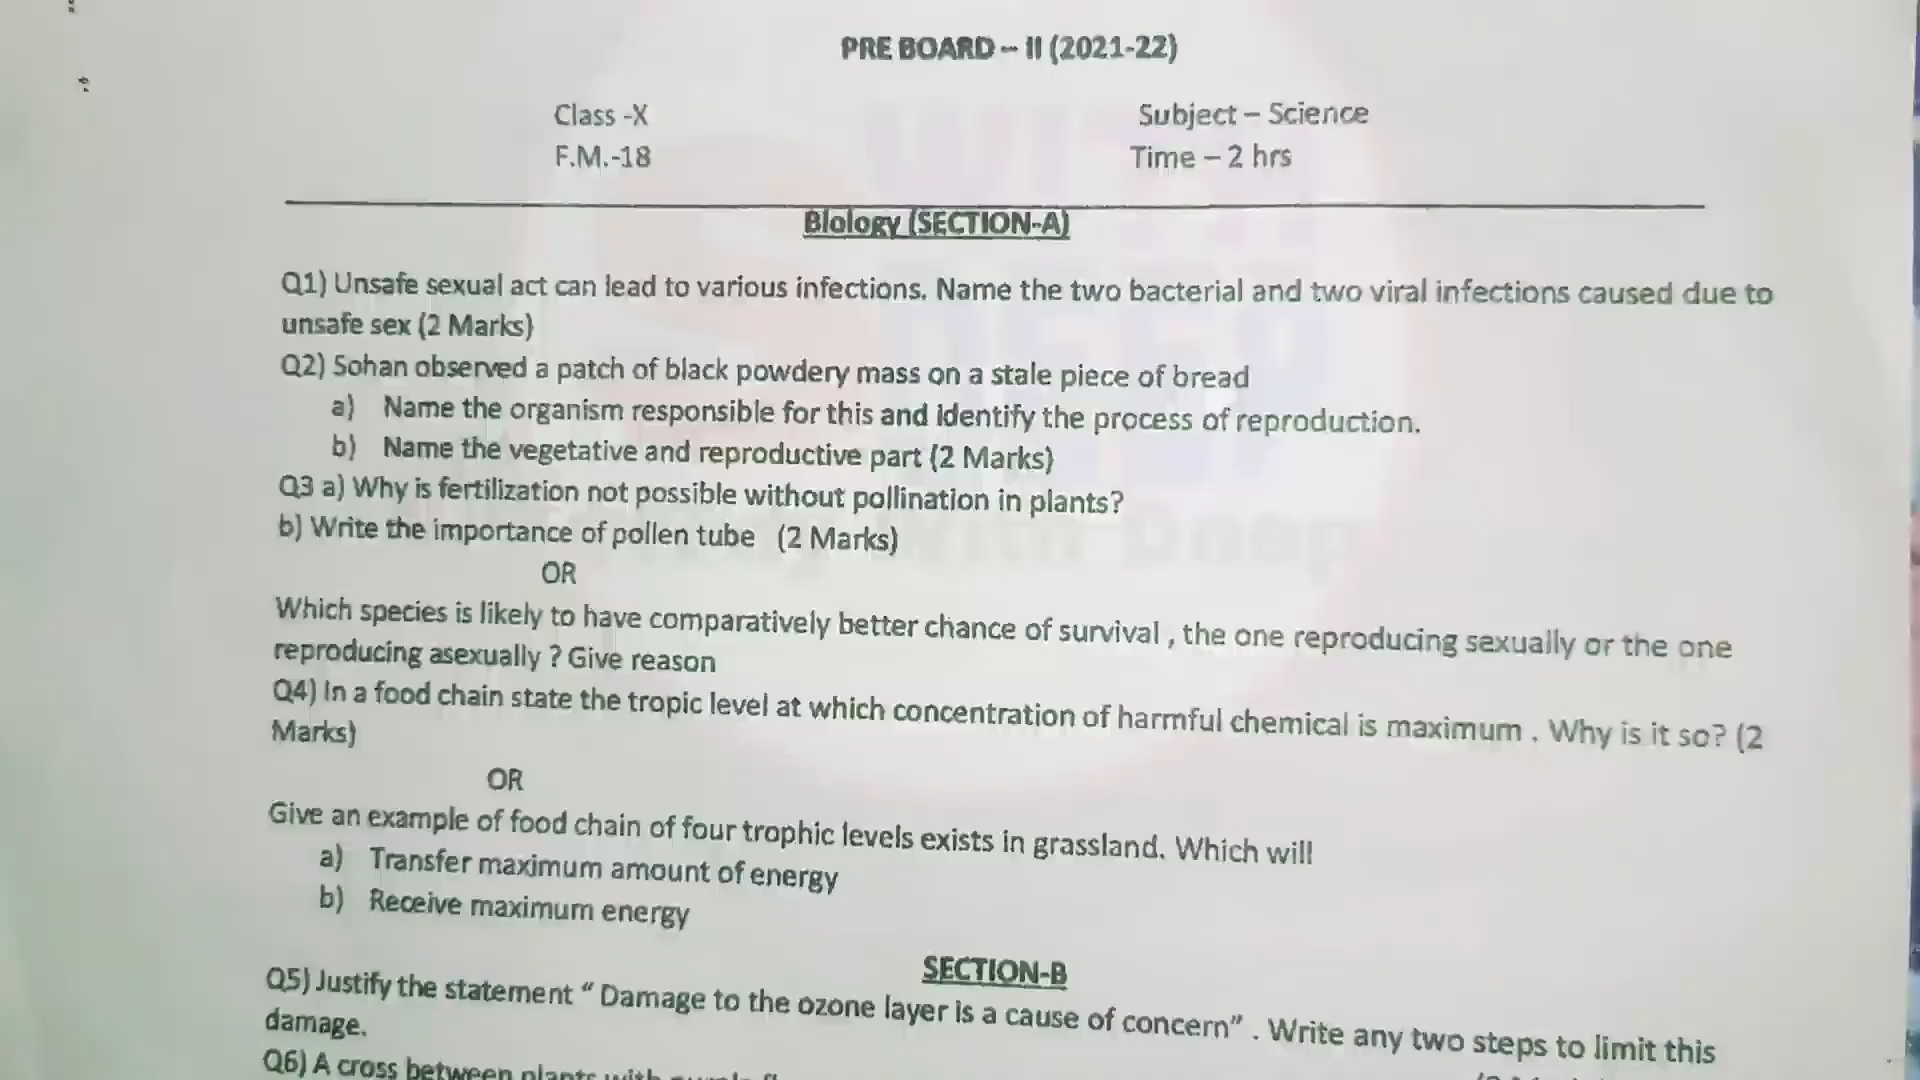 PRE BOARD – II (2021-22)
Class -X
Subject – Science
F.M.-18
Time – 2 hrs
Biology (SECTION-A)
Q1) Unsafe sexual act can lead to various infections. Name the two bacterial and two viral infections caused due to
unsafe sex (2 Marks)
Q2) Sohan observed a patch of black powdery mass on a stale piece of bread
a) Name the organism responsible for this and identify the process of reproduction.
b) Name the vegetative and reproductive part (2 Marks)
Q3 a) Why is fertilization not possible without pollination in plants?
b) Write the importance of pollen tube (2 Marks)
OR
Which species is likely to have comparatively better chance of survival , the one reproducing sexually or the one
reproducing asexually ? Give reason
Q4) In a food chain state the tropic level at which concentration of harmful chemical is maximum . Why is it so? (2
Marks)
OR
Give an example of food chain of four trophic levels exists in grassland. Which will
a) Transfer maximum amount of energy
b) Receive maximum energy
SECTION-B
Q5) Justify the statement “ Damage to the ozone layer is a cause of concern” . Write any two steps to limit this
damage.
Q6) A cross between plants with